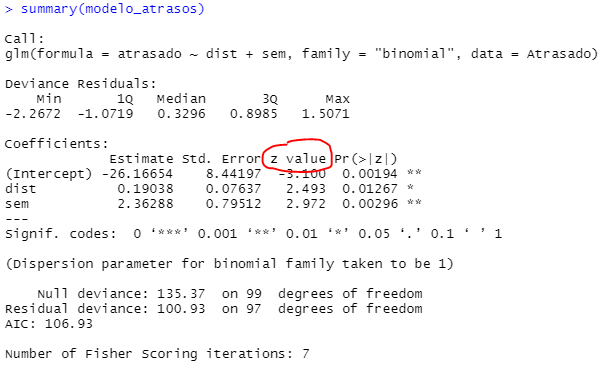 > summary(modelo_atrasos)
Call:
glm(formula = atrasado ~ dist + sem, family = "binomial", data = Atrasado)
Deviance Residuals:
Min 1Q Median 3Q Max
-2.2672 -1.0719 0.3296 0.8985 1.5071
Coefficients:
Estimate Std. Error z value Pr(>|z|)
(Intercept) -26.16654 8.44197 -3.100 0.00194 **
dist 0.19038 0.07637 2.493 0.01267 *
sem 2.36288 0.79512 2.972 0.00296 **
---
Signif. codes: 0 ‘***’ 0.001 ‘**’ 0.01 ‘*’ 0.05 ‘.’ 0.1 ‘ ’ 1
(Dispersion parameter for binomial family taken to be 1)
Null deviance: 135.37 on 99 degrees of freedom
Residual deviance: 100.93 on 97 degrees of freedom
AIC: 106.93
Number of Fisher Scoring iterations: 7